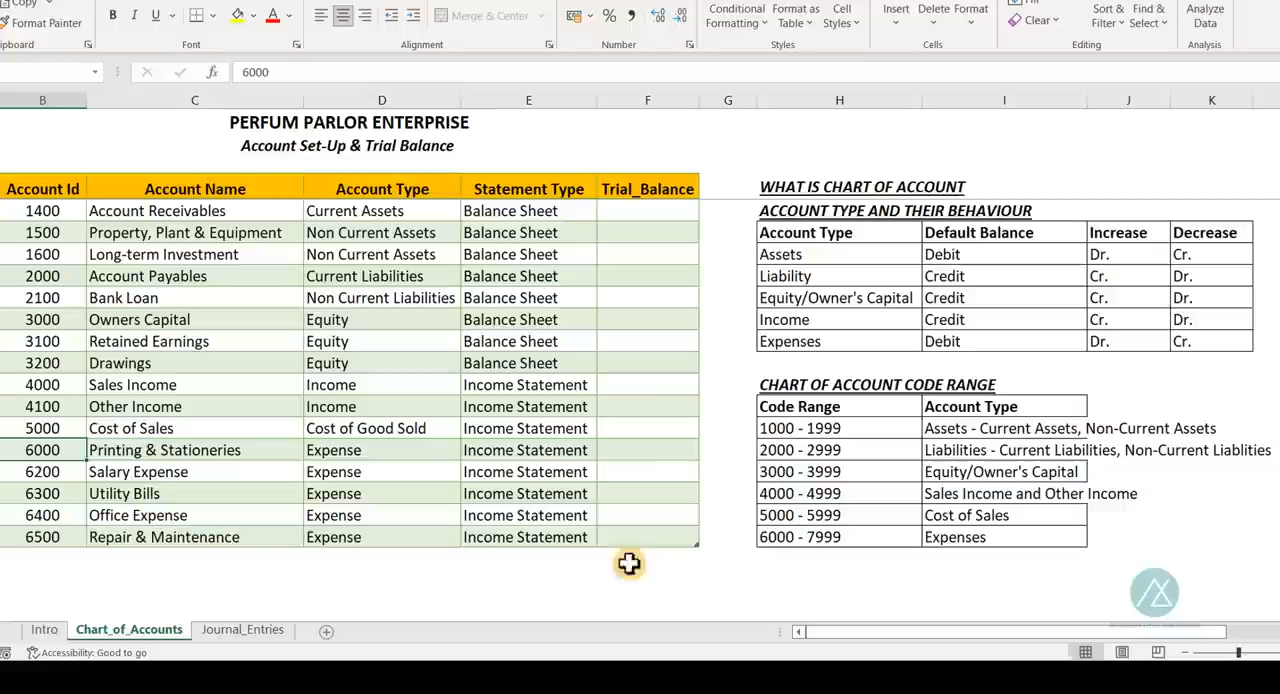 Copy
Format Painter
B I U A
Merge & Center
% 9
Conditional Formatting
Format as Table
Cell Styles
Insert Delete Format
Clear
Sort & Filter
Find & Select
Analyze Data
Font Alignment Number Styles Cells Editing Analysis
fx 6000
B C D E F G H I J K
PERFUM PARLOR ENTERPRISE
Account Set-Up & Trial Balance
Account Id Account Name Account Type Statement Type Trial_Balance
1400 Account Receivables Current Assets Balance Sheet
1500 Property, Plant & Equipment Non Current Assets Balance Sheet
1600 Long-term Investment Non Current Assets Balance Sheet
2000 Account Payables Current Liabilities Balance Sheet
2100 Bank Loan Non Current Liabilities Balance Sheet
3000 Owners Capital Equity Balance Sheet
3100 Retained Earnings Equity Balance Sheet
3200 Drawings Equity Balance Sheet
4000 Sales Income Income Income Statement
4100 Other Income Income Income Statement
5000 Cost of Sales Cost of Good Sold Income Statement
6000 Printing & Stationeries Expense Income Statement
6200 Salary Expense Expense Income Statement
6300 Utility Bills Expense Income Statement
6400 Office Expense Expense Income Statement
6500 Repair & Maintenance Expense Income Statement
WHAT IS CHART OF ACCOUNT
ACCOUNT TYPE AND THEIR BEHAVIOUR
Account Type Default Balance Increase Decrease
Assets Debit Dr. Cr.
Liability Credit Cr. Dr.
Equity/Owner's Capital Credit Cr. Dr.
Income Credit Cr. Dr.
Expenses Debit Dr. Cr.
CHART OF ACCOUNT CODE RANGE
Code Range Account Type
1000 - 1999 Assets - Current Assets, Non-Current Assets
2000 - 2999 Liabilities - Current Liabilities, Non-Current Liablities
3000 - 3999 Equity/Owner's Capital
4000 - 4999 Sales Income and Other Income
5000 - 5999 Cost of Sales
6000 - 7999 Expenses
Intro Chart_of_Accounts Journal_Entries
Accessibility: Good to go